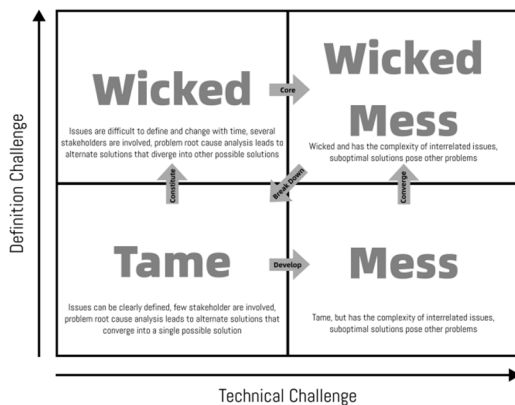 Definition Challenge
Wicked
Issues are difficult to define and change with time, several
stakeholders are involved, problem root cause analysis leads to
alternate solutions that diverge into other possible solutions
Core
Wicked
Mess
Wicked and has the complexity of interrelated issues,
suboptimal solutions pose other problems
Constitute
Break Down
Converge
Tame
Issues can be clearly defined, few stakeholder are involved,
problem root cause analysis leads to alternate solutions that
converge into a single possible solution
Develop
Mess
Tame, but has the complexity of interrelated issues,
suboptimal solutions pose other problems
Technical Challenge